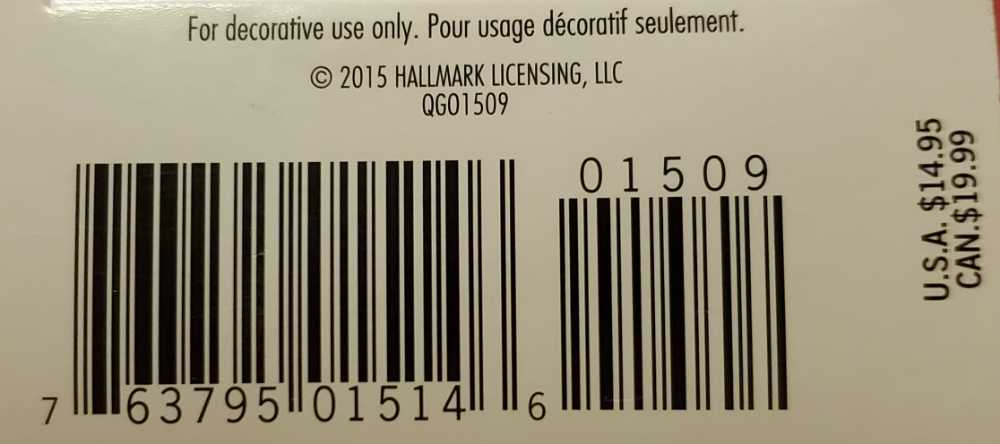 For decorative use only. Pour usage décoratif seulement.
© 2015 HALLMARK LICENSING, LLC
QGO1509
01509
7 63795 01514 6
U.S.A. $14.95
CAN.$19.99